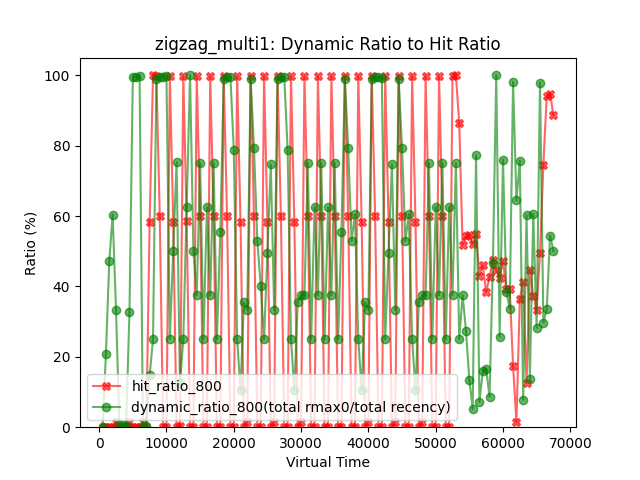 zigzag_multi1: Dynamic Ratio to Hit Ratio
100
80
60
40
20
0
Ratio (%)
hit_ratio_800
dynamic_ratio_800(total rmax0/total recency)
0
10000
20000
30000
40000
50000
60000
70000
Virtual Time